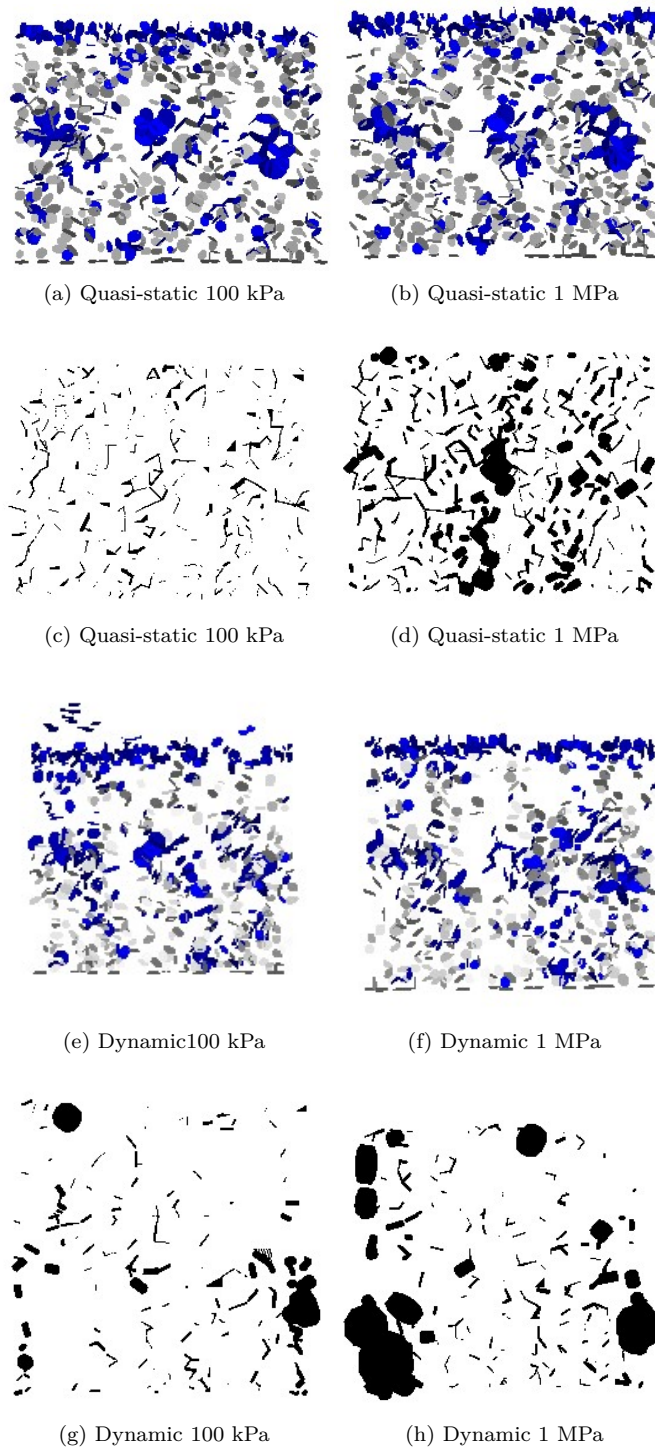 (a) Quasi-static 100 kPa
(b) Quasi-static 1 MPa
(c) Quasi-static 100 kPa
(d) Quasi-static 1 MPa
(e) Dynamic100 kPa
(f) Dynamic 1 MPa
(g) Dynamic 100 kPa
(h) Dynamic 1 MPa